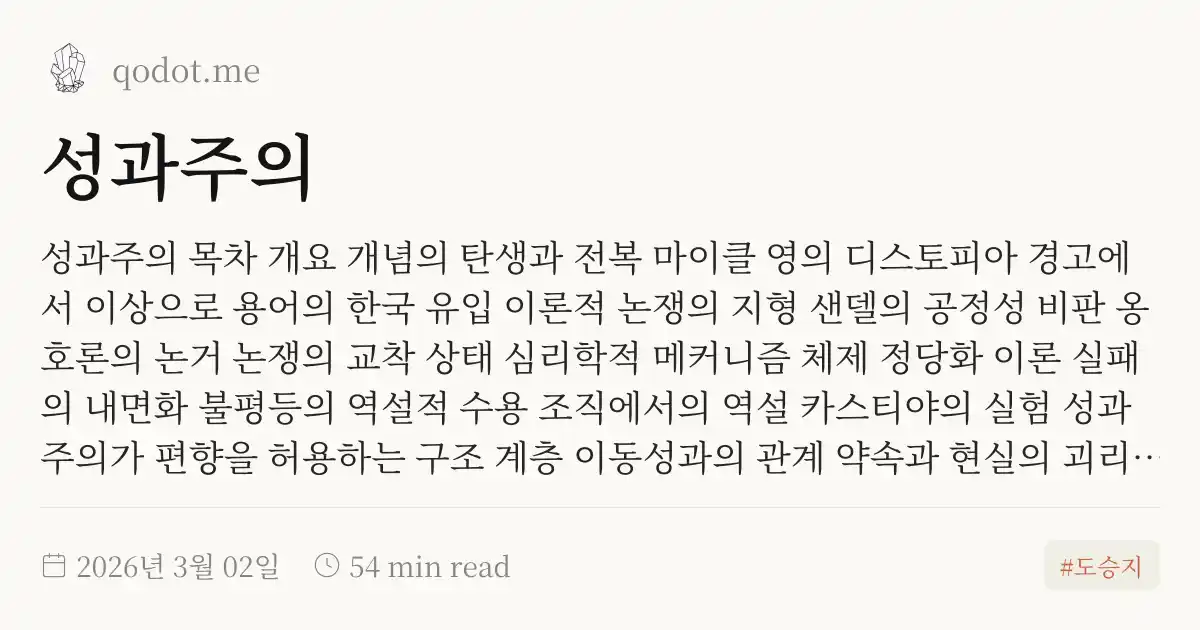 qodot.me
성과주의
성과주의 목차 개요 개념의 탄생과 전복 마이클 영의 디스토피아 경고에
서 이상으로 용어의 한국 유입 이론적 논쟁의 지형 샌델의 공정성 비판 옹
호론의 논거 논쟁의 교착 상태 심리학적 메커니즘 체제 정당화 이론 실패
의 내면화 불평등의 역설적 수용 조직에서의 역설 카스티야의 실험 성과
주의가 편향을 허용하는 구조 계층 이동성과의 관계 약속과 현실의 괴리…
2026년 3월 02일 54 min read
#도승지